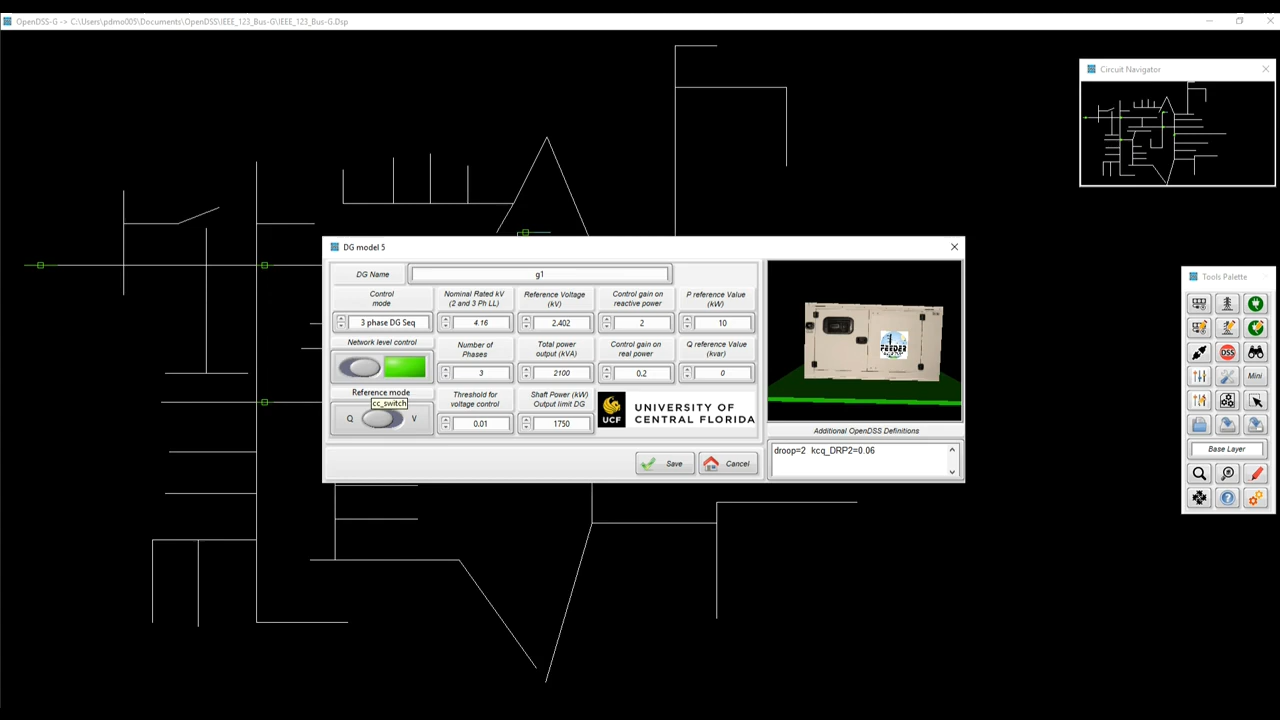 OpenDSS-G -> C:\Users\pdmo005\Documents\OpenDSS\IEEE_123_Bus-G\IEEE_123_Bus-G.Dsp
Circuit Navigator
DG model 5
DG Name
g1
Control
mode
3 phase DG Seq
Nominal Rated kV
(2 and 3 Ph LL)
4.16
Reference Voltage
(kV)
2.402
Control gain on
reactive power
2
P reference Value
(kW)
10
Network level control
Number of
Phases
3
Total power
output (kVA)
2100
Control gain on
real power
0.2
Q reference Value
(kvar)
0
Reference mode
cc_switch
Q
V
Threshold for
voltage control
0.01
Shaft Power (kW)
Output limit DG
1750
UCF
UNIVERSITY OF
CENTRAL FLORIDA
Save
Cancel
FEEDER
Additional OpenDSS Definitions
droop=2 kcq_DRP2=0.06
Tools Palette
DSS
Mini
Base Layer